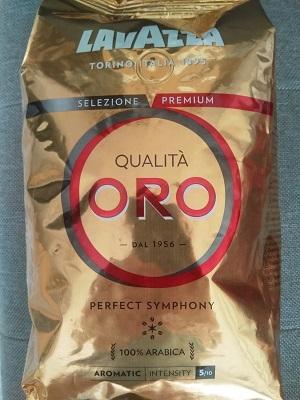 LAVAZZA
TORINO, ITALIA, 1895
SELEZIONE PREMIUM
QUALITÀ
ORO
DAL 1956
PERFECT SYMPHONY
100% ARABICA
AROMATIC INTENSITY 5/10